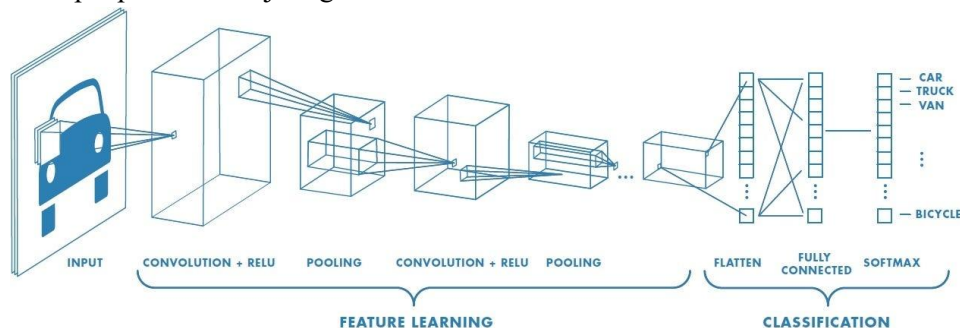 CAR
TRUCK
VAN
BICYCLE
INPUT
CONVOLUTION + RELU
POOLING
CONVOLUTION + RELU
POOLING
FLATTEN
FULLY
CONNECTED
SOFTMAX
FEATURE LEARNING
CLASSIFICATION